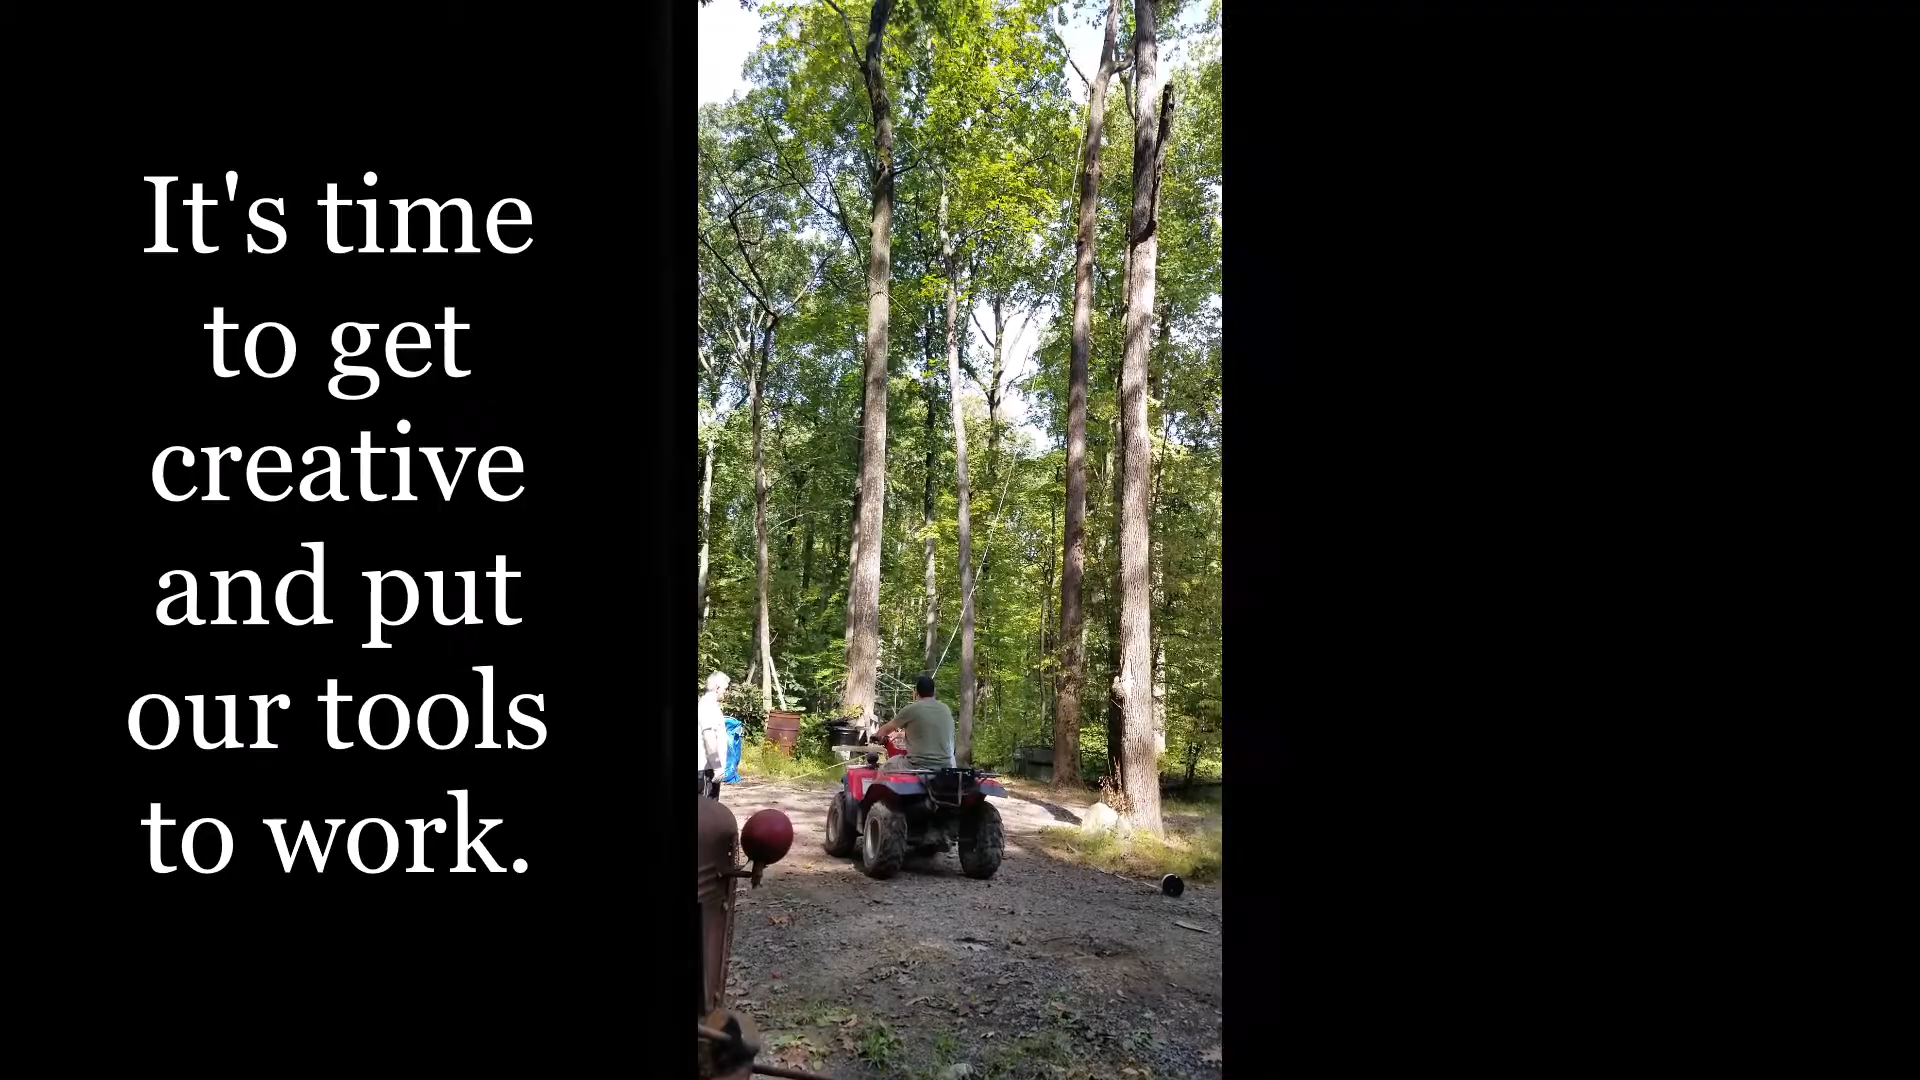 It's time
to get
creative
and put
our tools
to work.